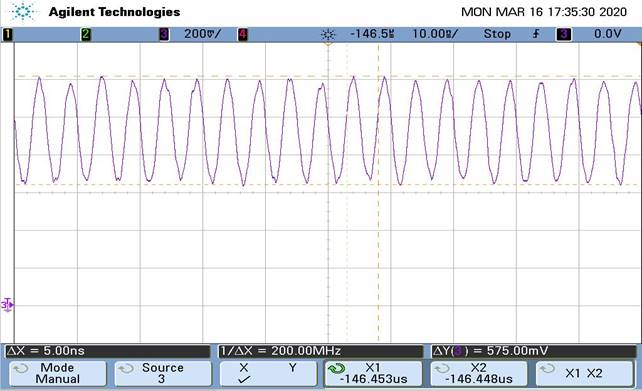 Agilent Technologies MON MAR 16 17:35:30 2020
1 2 3 200mV/ 4 -146.5µs 10.00ns/ Stop 3 0.0V
3
ΔX = 5.00ns 1/ΔX = 200.00MHz ΔY(3) = 575.00mV
Mode Source X Y X1 X2 X1 X2
Manual 3 -146.453us -146.448us